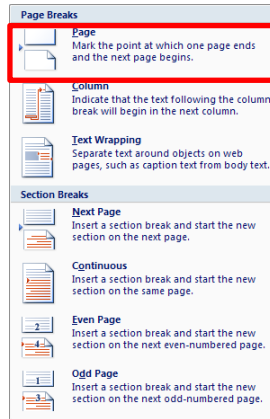 Page Breaks
Page
Mark the point at which one page ends
and the next page begins.
Column
Indicate that the text following the column
break will begin in the next column.
Text Wrapping
Separate text around objects on web
pages, such as caption text from body text.
Section Breaks
Next Page
Insert a section break and start the new
section on the next page.
Continuous
Insert a section break and start the new
section on the same page.
Even Page
Insert a section break and start the new
section on the next even-numbered page.
2
4
Odd Page
Insert a section break and start the new
section on the next odd-numbered page.
1
3